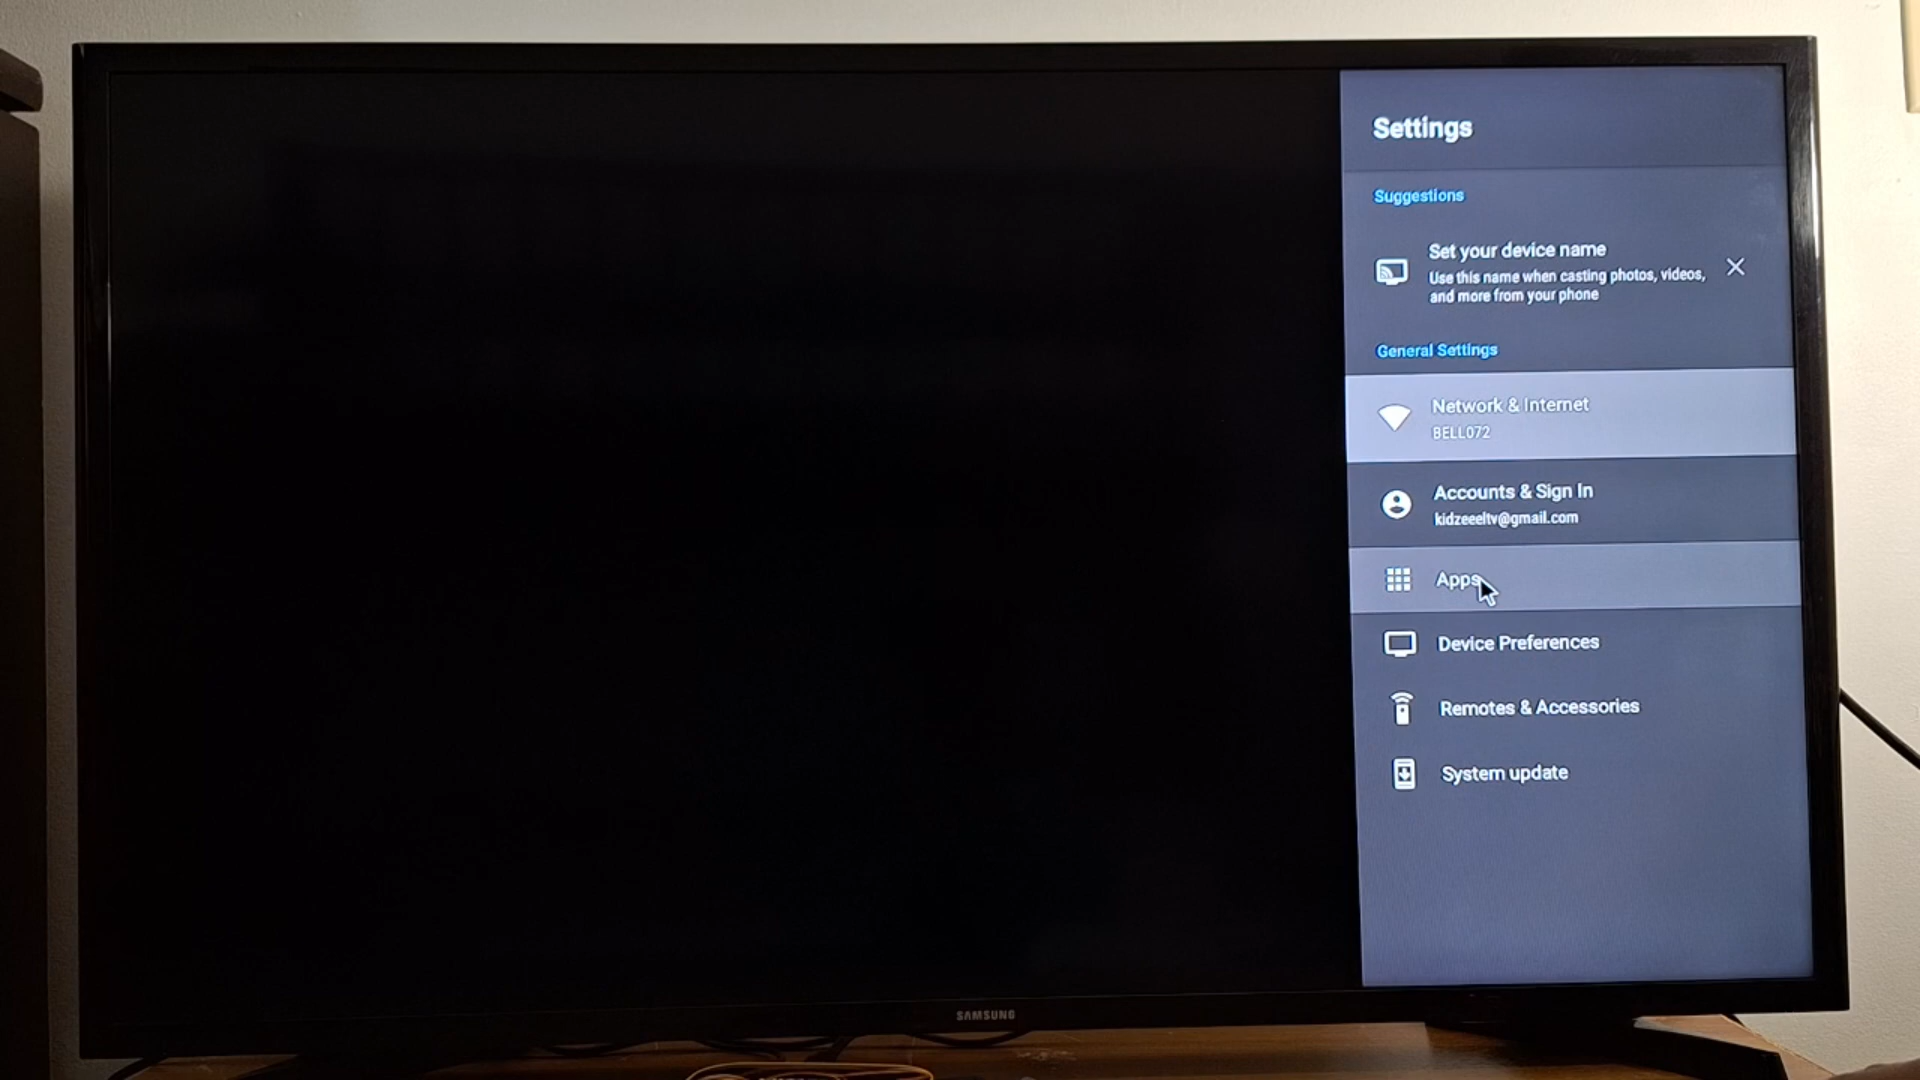 Settings
Suggestions
Set your device name
Use this name when casting photos, videos,
and more from your phone
General Settings
Network & Internet
BELL072
Accounts & Sign In
kidzeeeltv@gmail.com
Apps
Device Preferences
Remotes & Accessories
System update
SAMSUNG